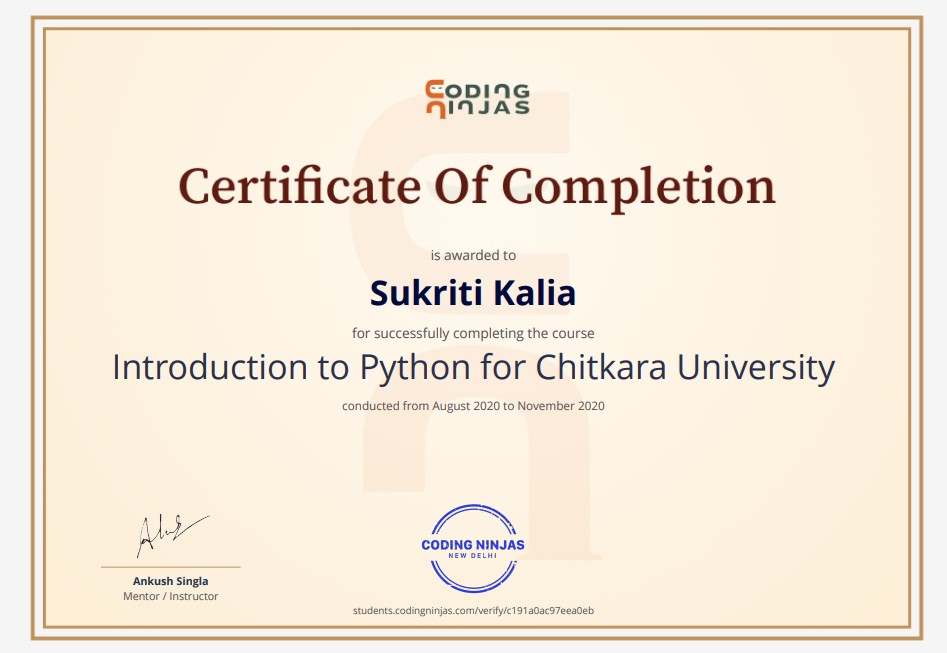 CODING
NINJAS
Certificate Of Completion
is awarded to
Sukriti Kalia
for successfully completing the course
Introduction to Python for Chitkara University
conducted from August 2020 to November 2020
CODING NINJAS
NEW DELHI
Ankush Singla
Mentor / Instructor
students.codingninjas.com/verify/c191a0ac97eea0eb